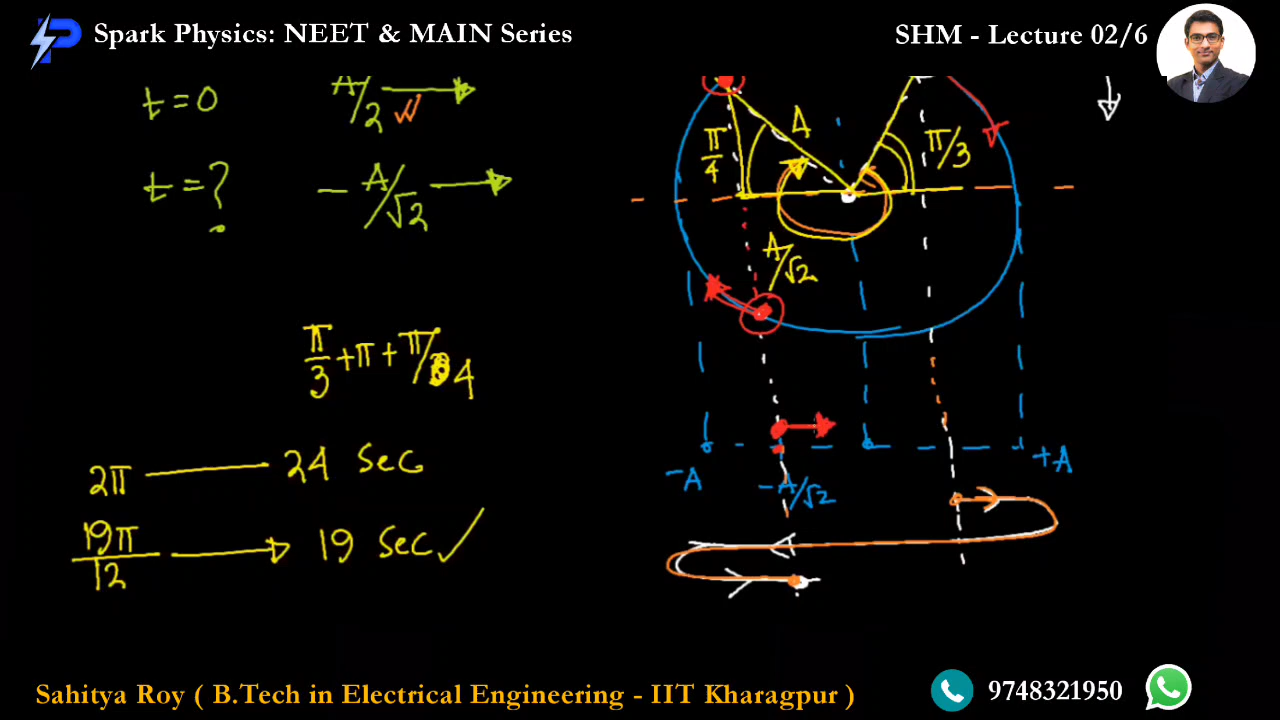 Spark Physics: NEET & MAIN Series
SHM - Lecture 02/6
t=0 A/2
t=? -A/√2
π/4
A
π/3
A/√2
π/3+π+π/4
2π 24 Sec
19π/12 19 Sec
-A
-A/√2
+A
Sahitya Roy ( B.Tech in Electrical Engineering - IIT Kharagpur )
9748321950